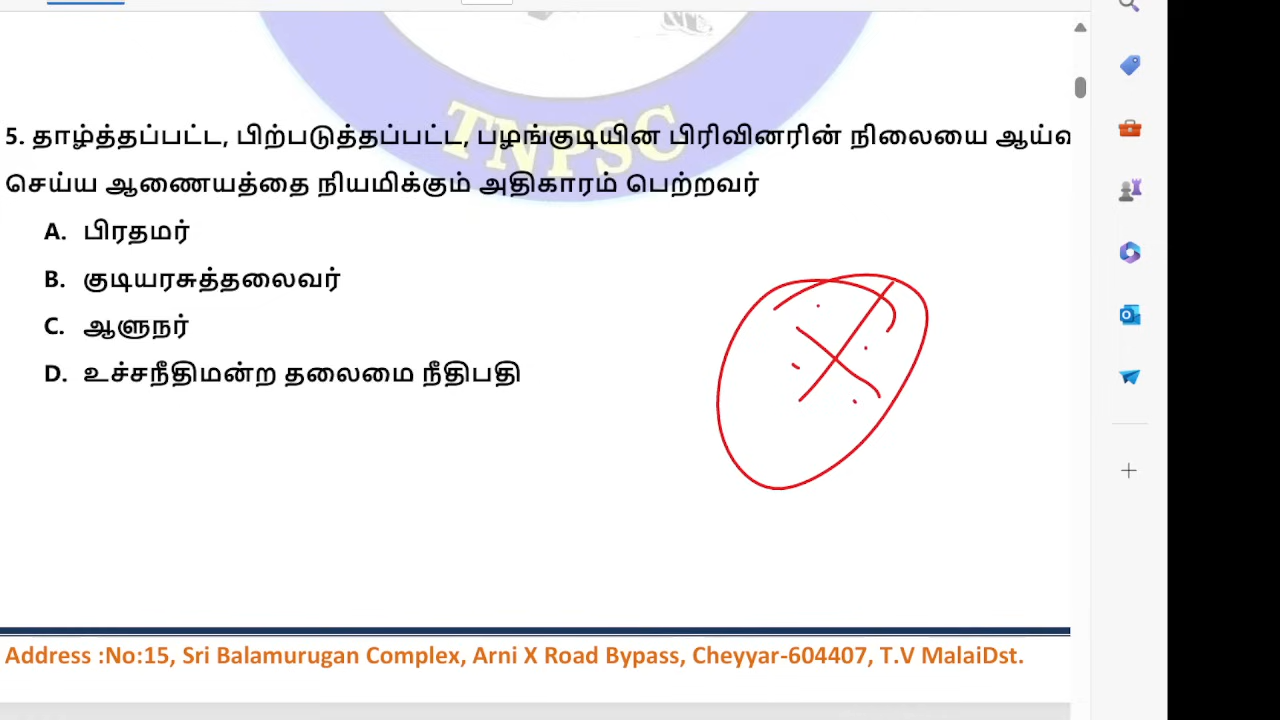 TNPSC
5. தாழ்த்தப்பட்ட, பிற்படுத்தப்பட்ட, பழங்குடியின பிரிவினரின் நிலையை
செய்ய ஆணையத்தை நியமிக்கும் அதிகாரம் பெற்றவர்
A. பிரதமர்
B. குடியரசுத்தலைவர்
C. ஆளுநர்
D. உச்சநீதிமன்ற தலைமை நீதிபதி
Address :No:15, Sri Balamurugan Complex, Arni X Road Bypass, Cheyyar-604407, T.V MalaiDst.